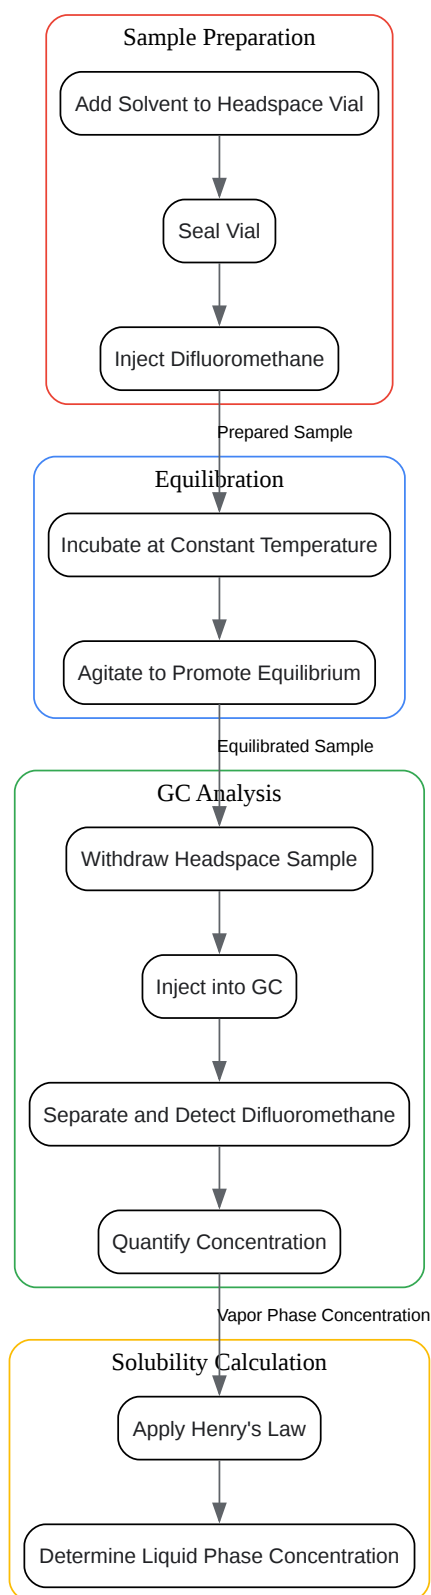 Sample Preparation
Add Solvent to Headspace Vial
Seal Vial
Inject Difluoromethane
Prepared Sample
Equilibration
Incubate at Constant Temperature
Agitate to Promote Equilibrium
Equilibrated Sample
GC Analysis
Withdraw Headspace Sample
Inject into GC
Separate and Detect Difluoromethane
Quantify Concentration
Vapor Phase Concentration
Solubility Calculation
Apply Henry's Law
Determine Liquid Phase Concentration